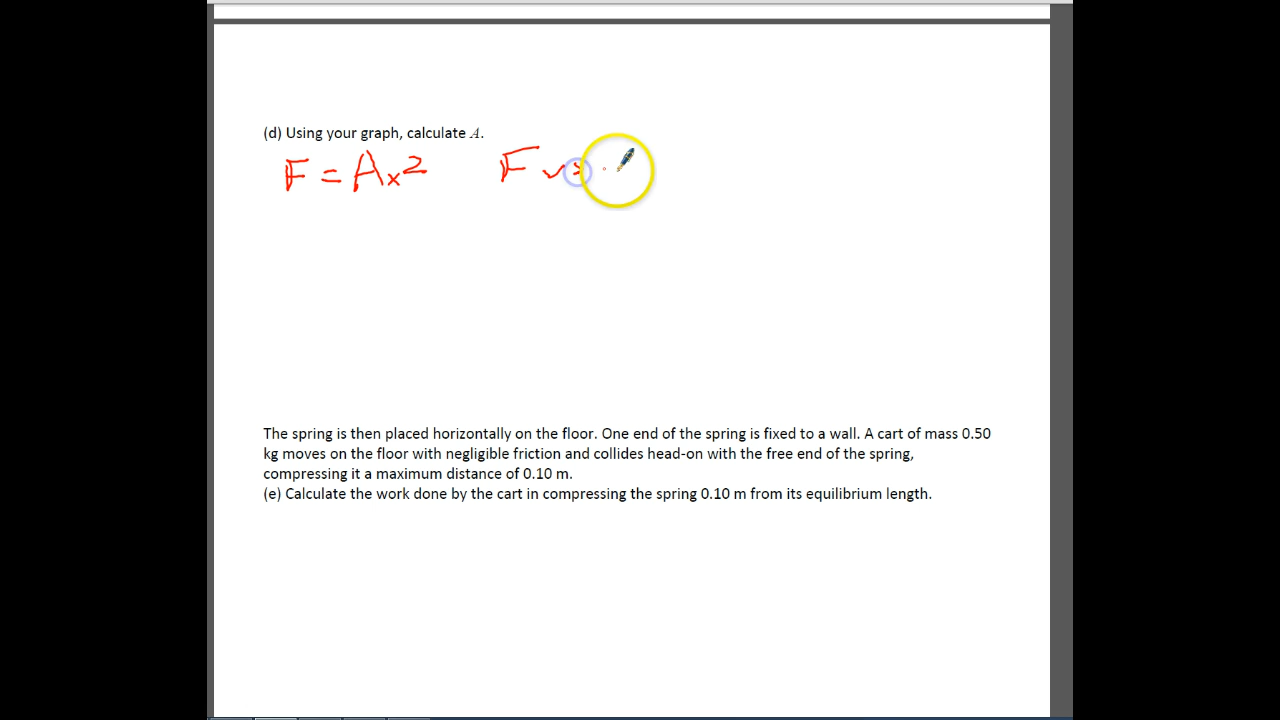 (d) Using your graph, calculate A.
F = Ax² F vs
The spring is then placed horizontally on the floor. One end of the spring is fixed to a wall. A cart of mass 0.50
kg moves on the floor with negligible friction and collides head-on with the free end of the spring,
compressing it a maximum distance of 0.10 m.
(e) Calculate the work done by the cart in compressing the spring 0.10 m from its equilibrium length.